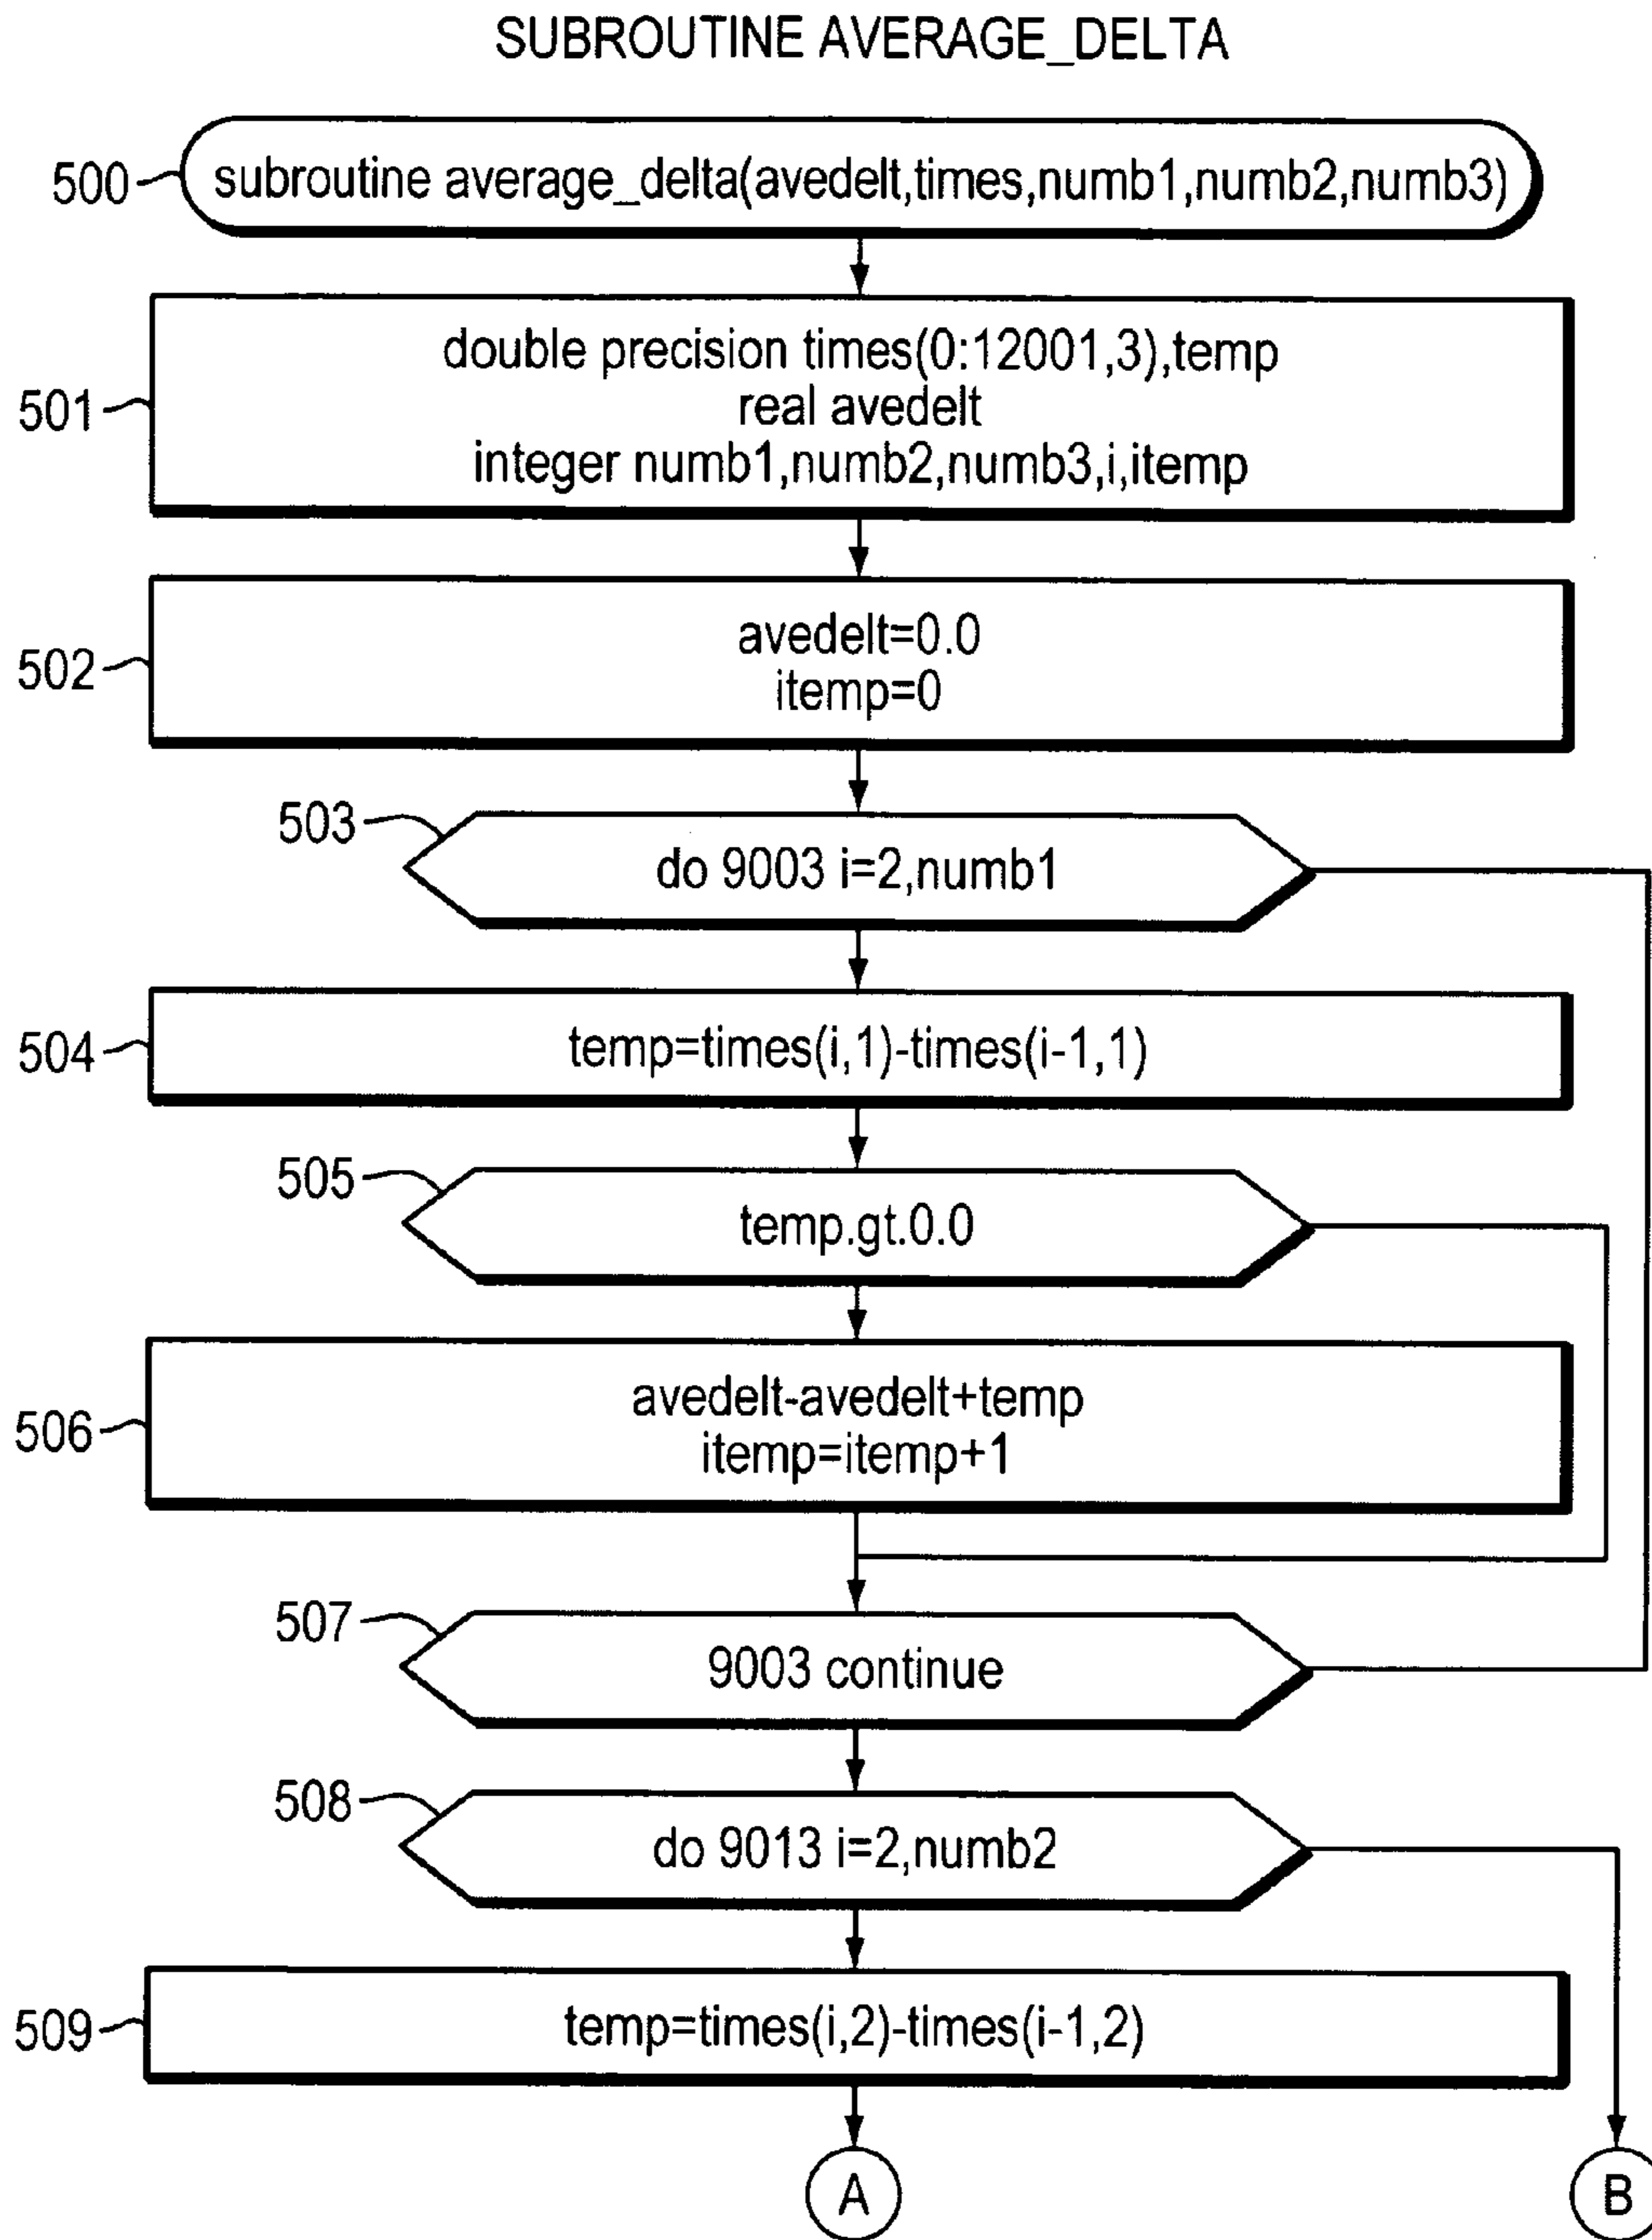 SUBROUTINE AVERAGE_DELTA
500
subroutine average_delta(avedelt,times,numb1,numb2,numb3)
501
double precision times(0:12001,3),temp
real avedelt
integer numb1,numb2,numb3,i,itemp
502
avedelt=0.0
itemp=0
503
do 9003 i=2,numb1
504
temp=times(i,1)-times(i-1,1)
505
temp.gt.0.0
506
avedelt-avedelt+temp
itemp=itemp+1
507
9003 continue
508
do 9013 i=2,numb2
509
temp=times(i,2)-times(i-1,2)
A
B